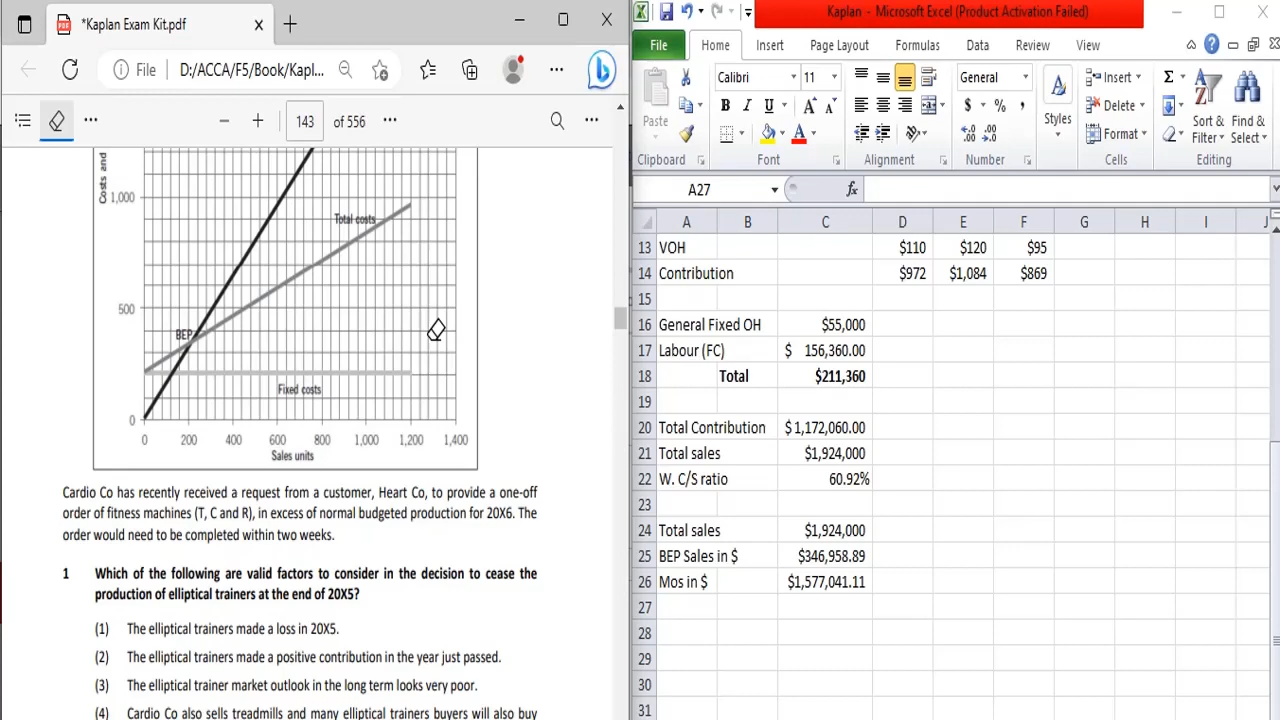 *Kaplan Exam Kit.pdf
File D:/ACCA/F5/Book/Kapl...
143 of 556
Costs and
1,000
Total costs
500
BEP
Fixed costs
0
0 200 400 600 800 1,000 1,200 1,400
Sales units
Cardio Co has recently received a request from a customer, Heart Co, to provide a one-off
order of fitness machines (T, C and R), in excess of normal budgeted production for 20X6. The
order would need to be completed within two weeks.
1 Which of the following are valid factors to consider in the decision to cease the
production of elliptical trainers at the end of 20X5?
(1) The elliptical trainers made a loss in 20X5.
(2) The elliptical trainers made a positive contribution in the year just passed.
(3) The elliptical trainer market outlook in the long term looks very poor.
(4) Cardio Co also sells treadmills and many elliptical trainers buyers will also buy
Kaplan - Microsoft Excel (Product Activation Failed)
File Home Insert Page Layout Formulas Data Review View
Calibri 11 General
Insert
Delete
Format
Paste
Styles
Sort & Filter
Find & Select
Clipboard Font Alignment Number Cells Editing
A27 fx
A B C D E F G H I J
13 VOH $110 $120 $95
14 Contribution $972 $1,084 $869
15
16 General Fixed OH $55,000
17 Labour (FC) $ 156,360.00
18 Total $211,360
19
20 Total Contribution $ 1,172,060.00
21 Total sales $1,924,000
22 W. C/S ratio 60.92%
23
24 Total sales $1,924,000
25 BEP Sales in $ $346,958.89
26 Mos in $ $1,577,041.11
27
28
29
30
31